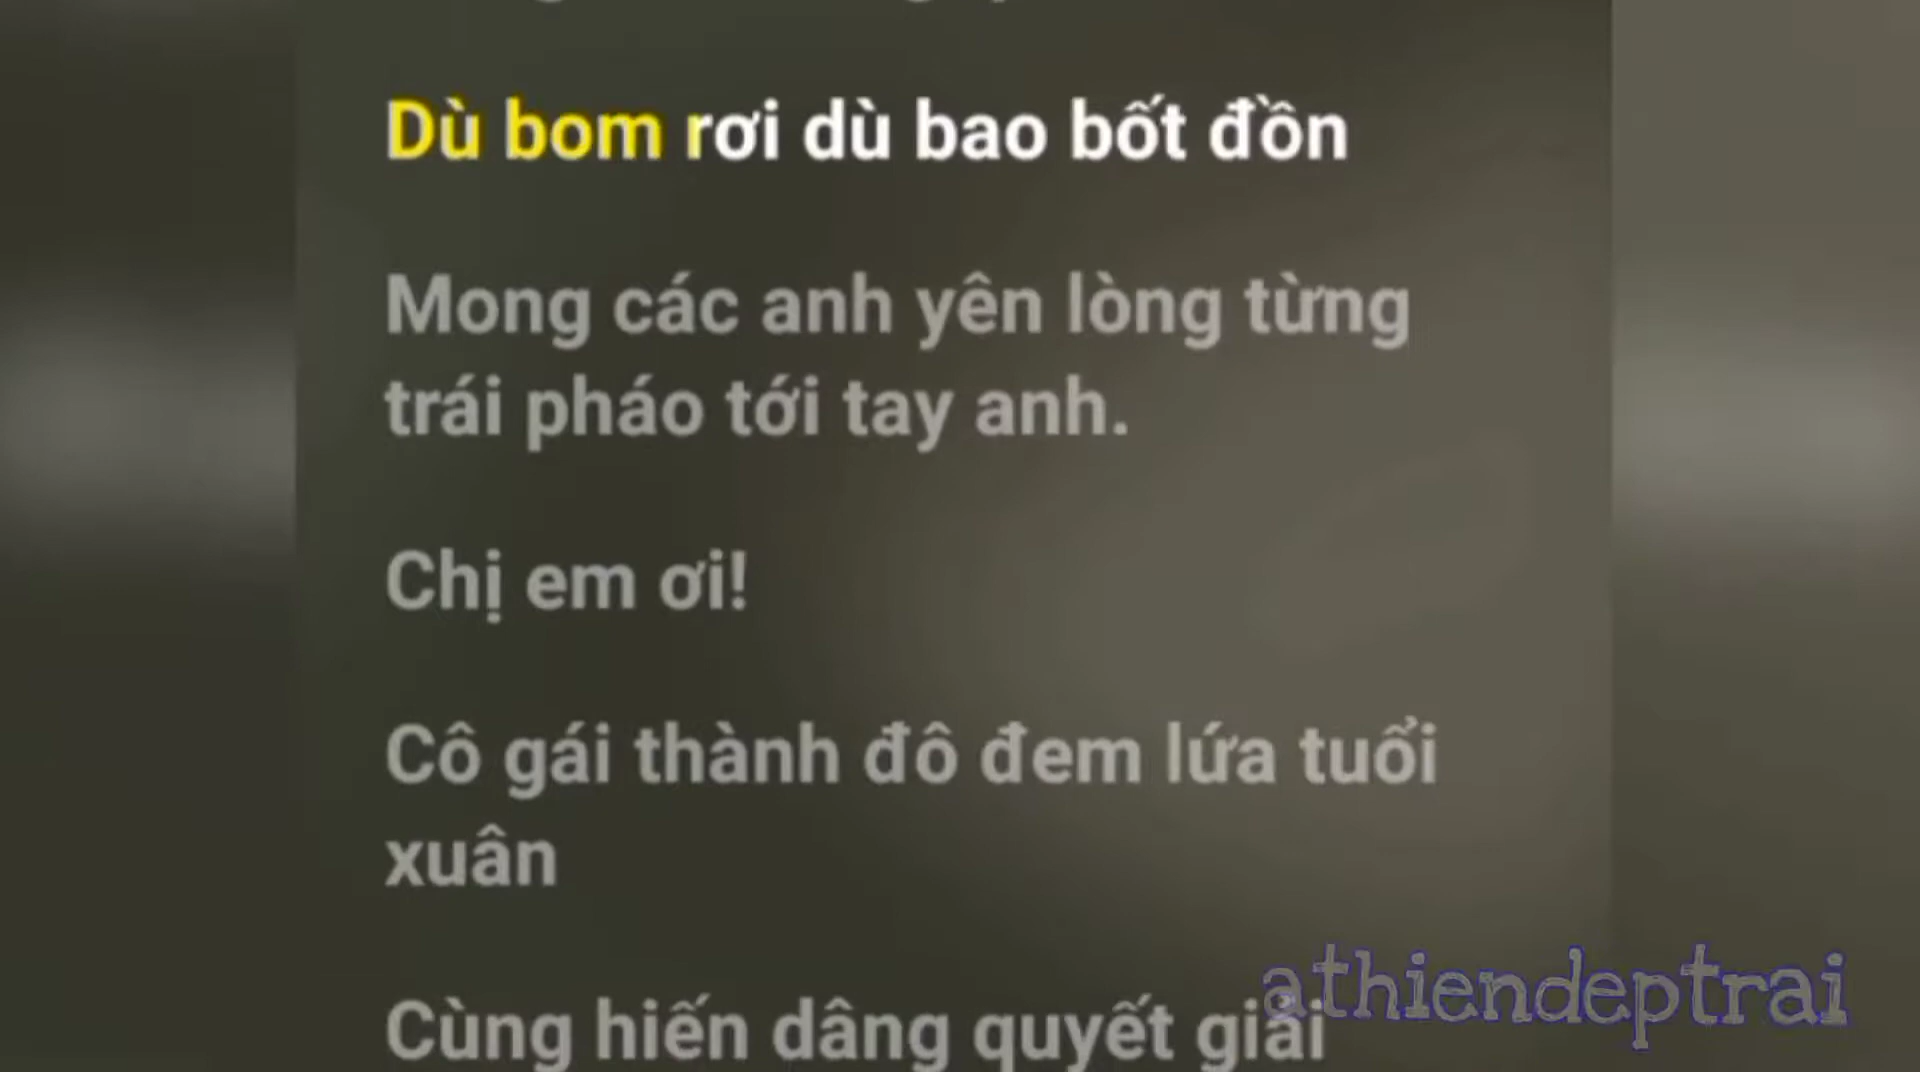 Dù bom rơi dù bao bốt đồn
Mong các anh yên lòng từng
trái pháo tới tay anh.
Chị em ơi!
Cô gái thành đô đem lứa tuổi
xuân
Cùng hiến dâng quyết giải
athiendeptrai